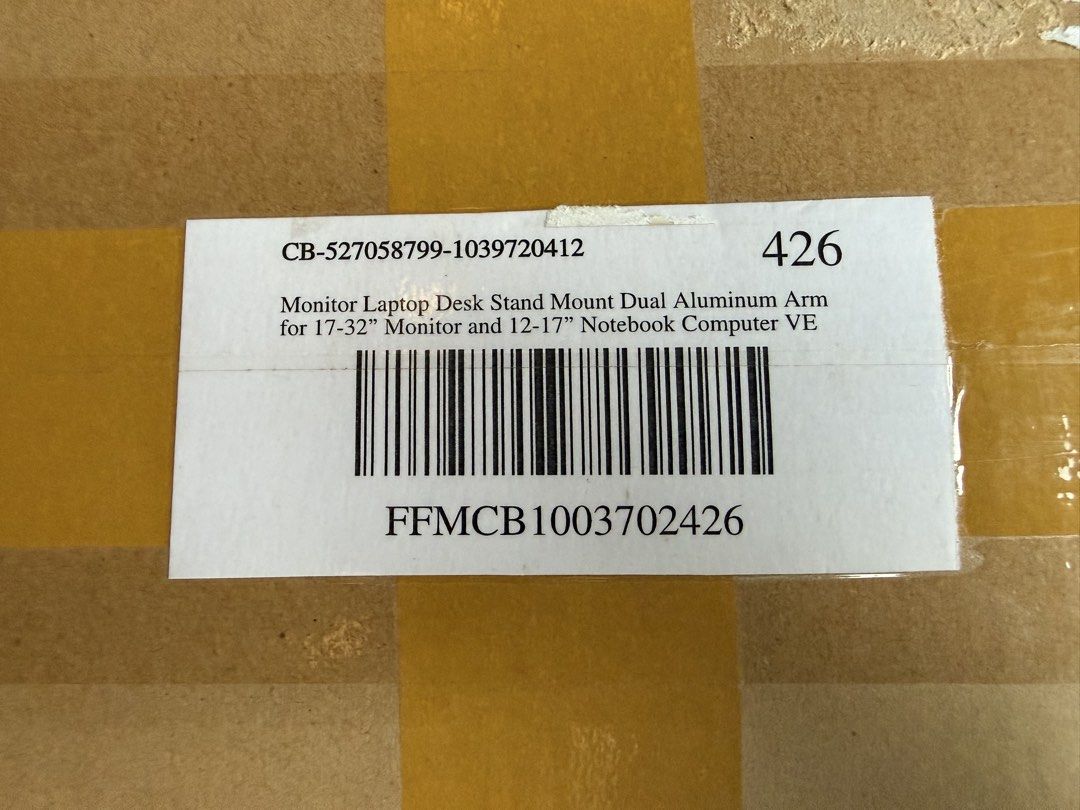 CB-527058799-1039720412 426
Monitor Laptop Desk Stand Mount Dual Aluminum Arm
for 17-32” Monitor and 12-17” Notebook Computer VE
FFMCB1003702426